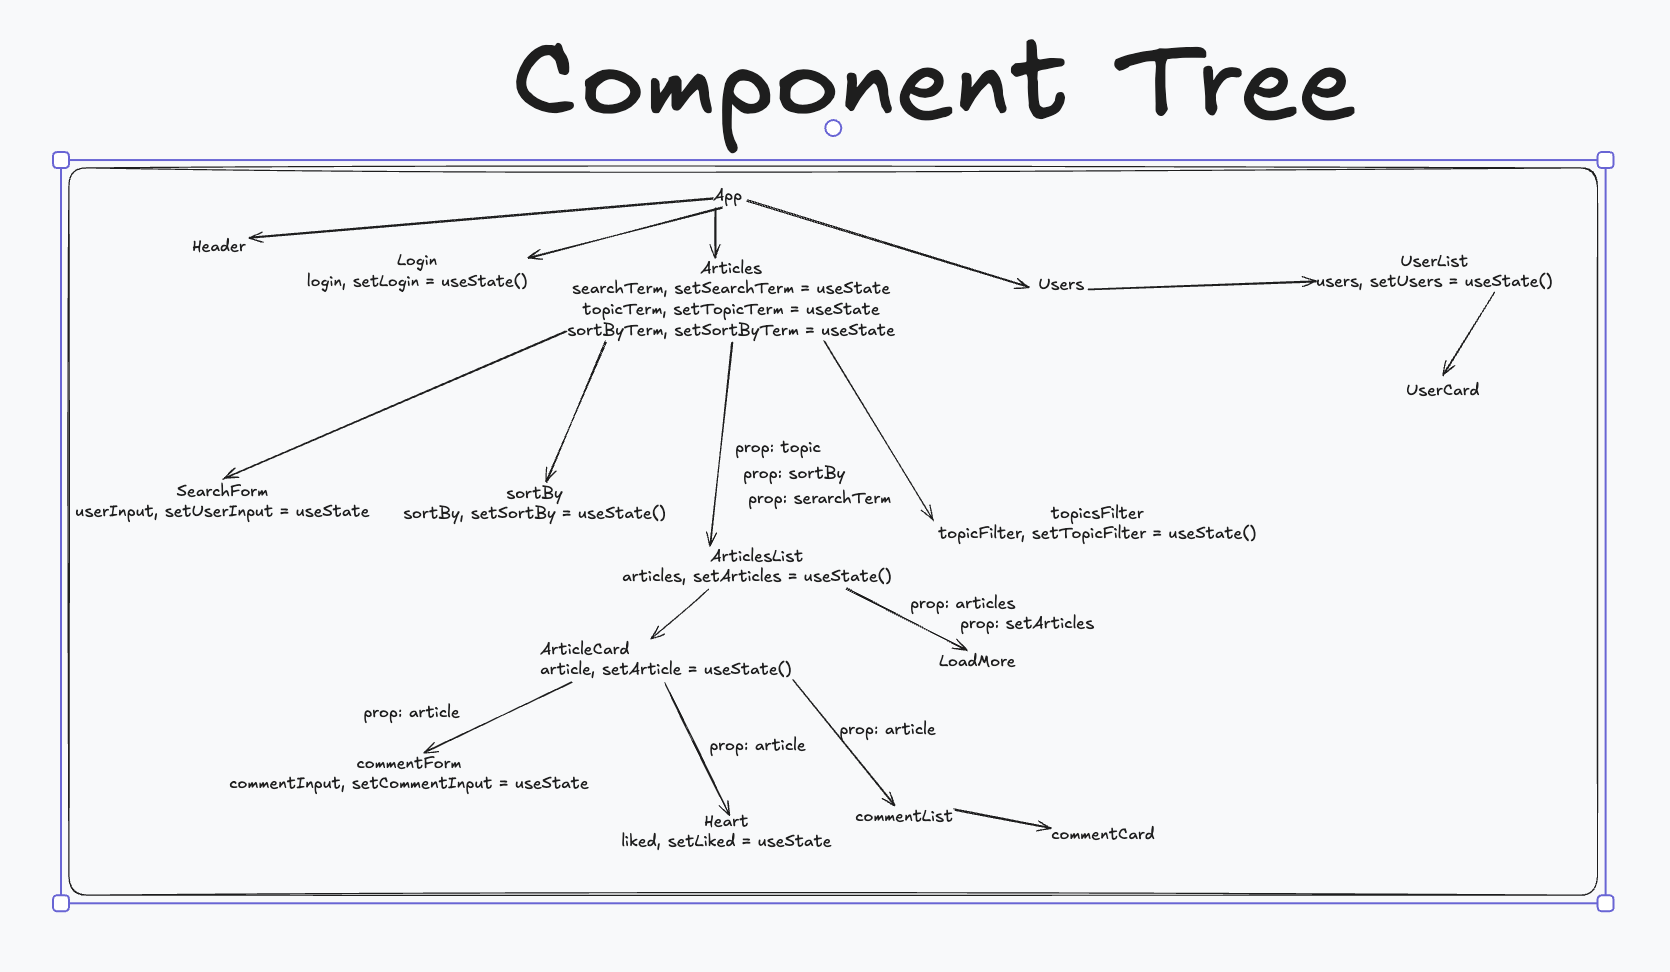 Component Tree
App
Header
Login
login, setLogin = useState()
Articles
searchTerm, setSearchTerm = useState
topicTerm, setTopicTerm = useState
sortByTerm, setSortByTerm = useState
Users
UserList
users, setUsers = useState()
UserCard
prop: topic
prop: sortBy
prop: serarchTerm
SearchForm
userInput, setUserInput = useState
sortBy
sortBy, setSortBy = useState()
topicsFilter
topicFilter, setTopicFilter = useState()
ArticlesList
articles, setArticles = useState()
prop: articles
prop: setArticles
LoadMore
ArticleCard
article, setArticle = useState()
prop: article
prop: article
prop: article
commentForm
commentInput, setCommentInput = useState
Heart
liked, setLiked = useState
commentList
commentCard